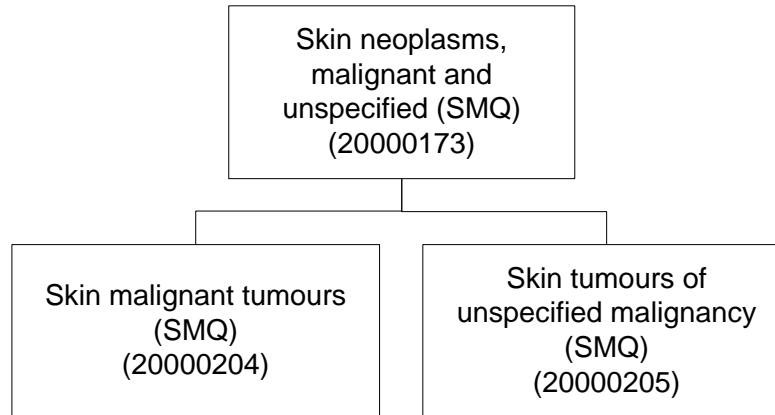 Skin neoplasms,
malignant and
unspecified (SMQ)
(20000173)
Skin malignant tumours
(SMQ)
(20000204)
Skin tumours of
unspecified malignancy
(SMQ)
(20000205)